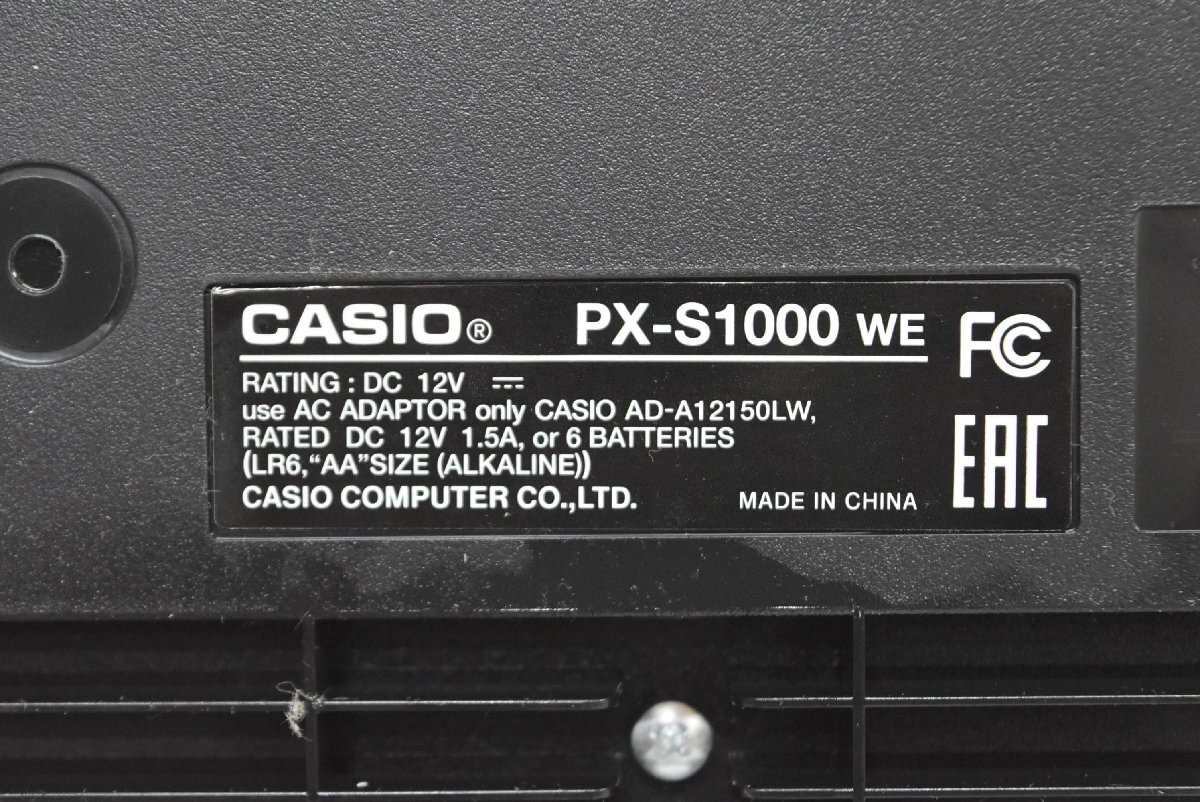 CASIO® PX-S1000 WE FC
RATING : DC 12V ⎓
use AC ADAPTOR only CASIO AD-A12150LW,
RATED DC 12V 1.5A, or 6 BATTERIES
(LR6,“AA”SIZE (ALKALINE))
CASIO COMPUTER CO.,LTD. MADE IN CHINA
EAC